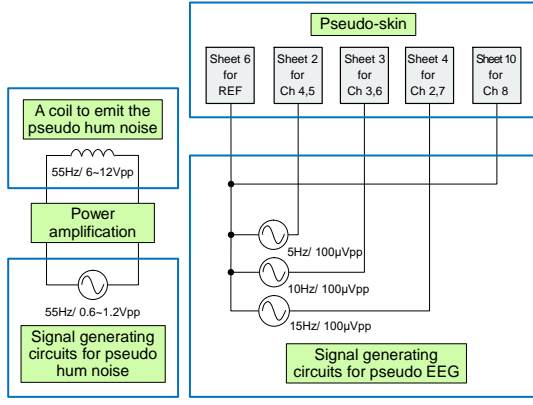 Pseudo-skin
Sheet 6
for
REF
Sheet 2
for
Ch 4,5
Sheet 3
for
Ch 3,6
Sheet 4
for
Ch 2,7
Sheet 10
for
Ch 8
A coil to emit the
pseudo hum noise
55Hz/ 6~12Vpp
Power
amplification
55Hz/ 0.6~1.2Vpp
Signal generating
circuits for pseudo
hum noise
5Hz/ 100μVpp
10Hz/ 100μVpp
15Hz/ 100μVpp
Signal generating
circuits for pseudo EEG